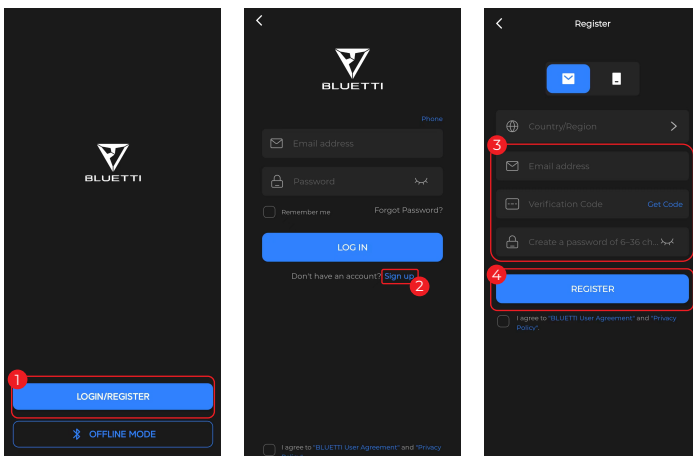 BLUETTI
1
LOGIN/REGISTER
OFFLINE MODE
BLUETTI
Phone
Email address
Password
Remember me
Forgot Password?
LOG IN
Don't have an account? Sign up
2
I agree to "BLUETTI User Agreement" and "Privacy
Register
Country/Region
3
Email address
Verification Code
Get Code
Create a password of 6-36 ch...
4
REGISTER
I agree to "BLUETTI User Agreement" and "Privacy
Policy".